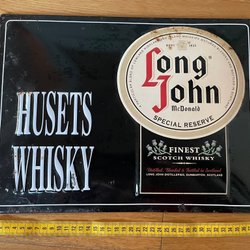 HUSETS
WHISKY
Long
John
McDonald
SPECIAL RESERVE
FINEST
SCOTCH WHISKY
Distilled, Blended & Bottled in Scotland
LONG JOHN DISTILLERIES, DUMBARTON, SCOTLAND